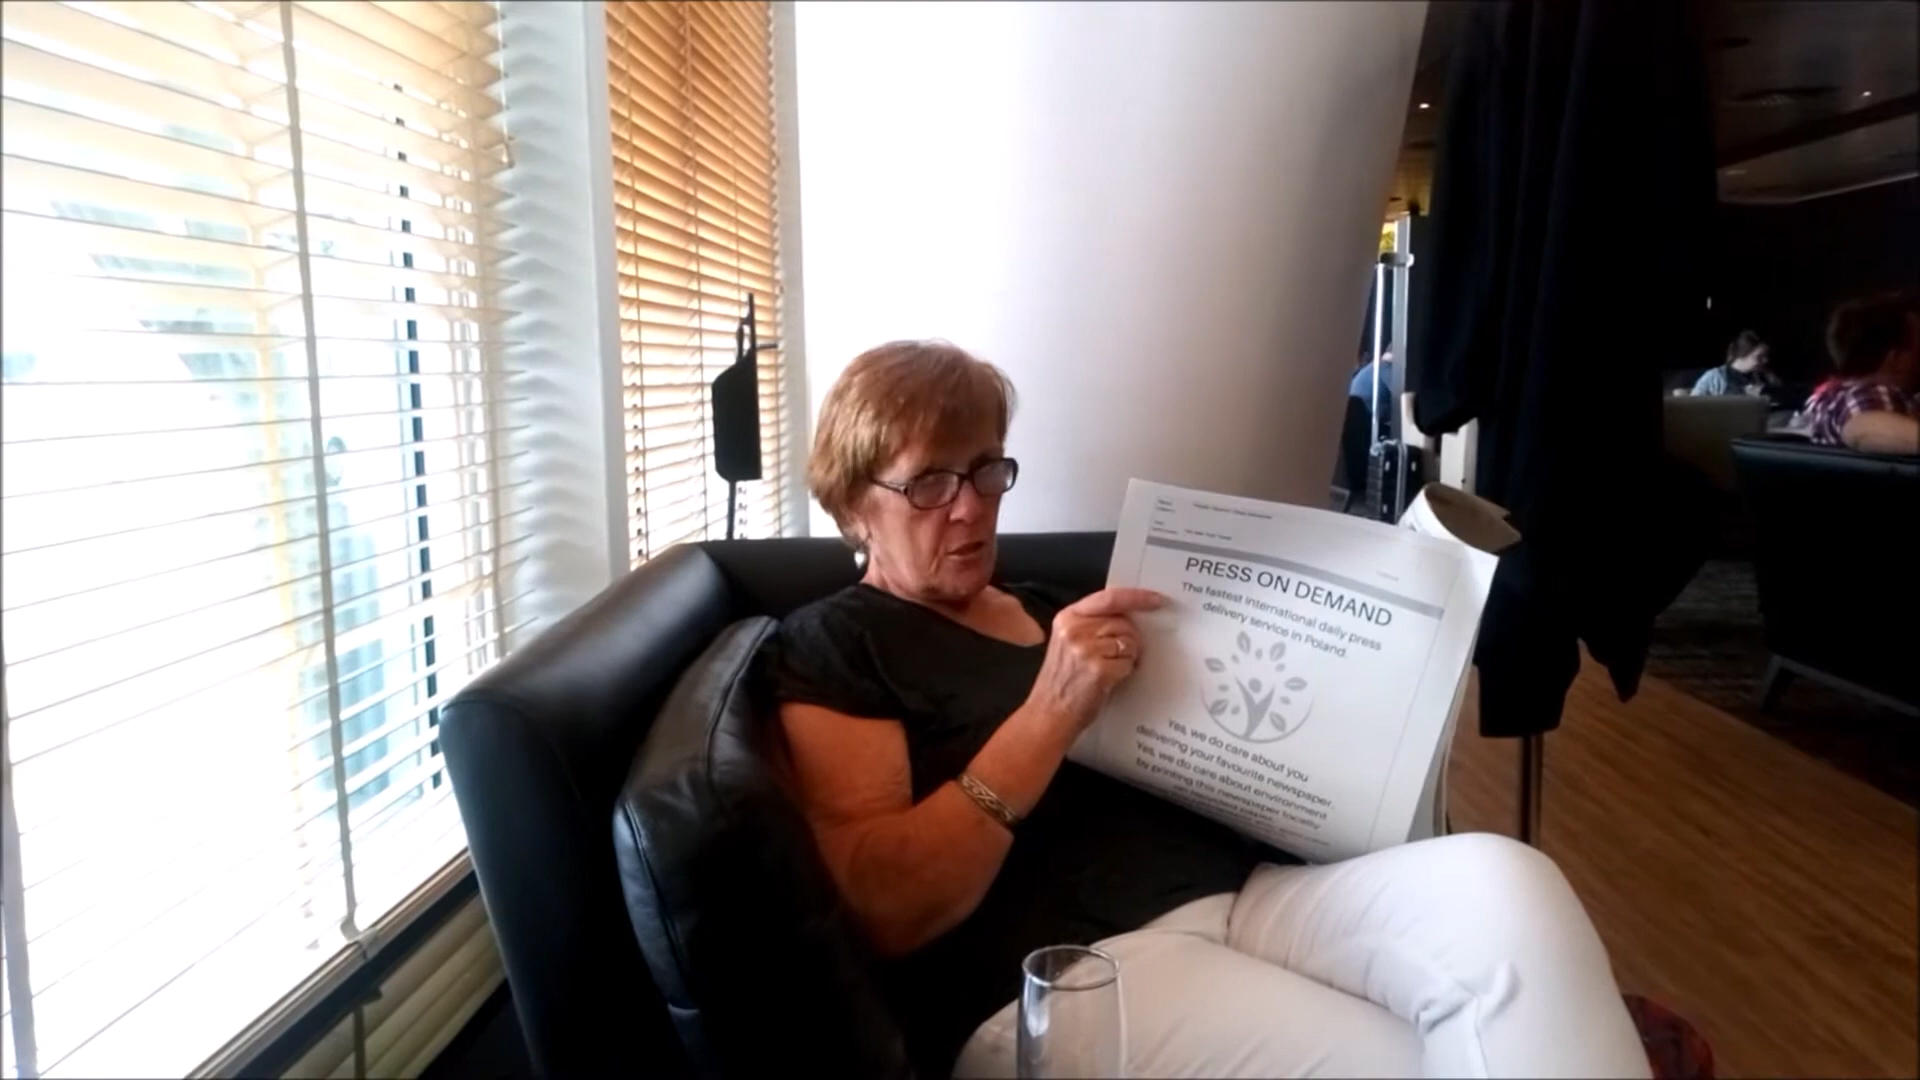 PRESS ON DEMAND
The fastest international daily press
delivery service in Poland.
Yes, we do care about you
delivering your favourite newspaper.
Yes, we do care about environment
by printing this newspaper locally